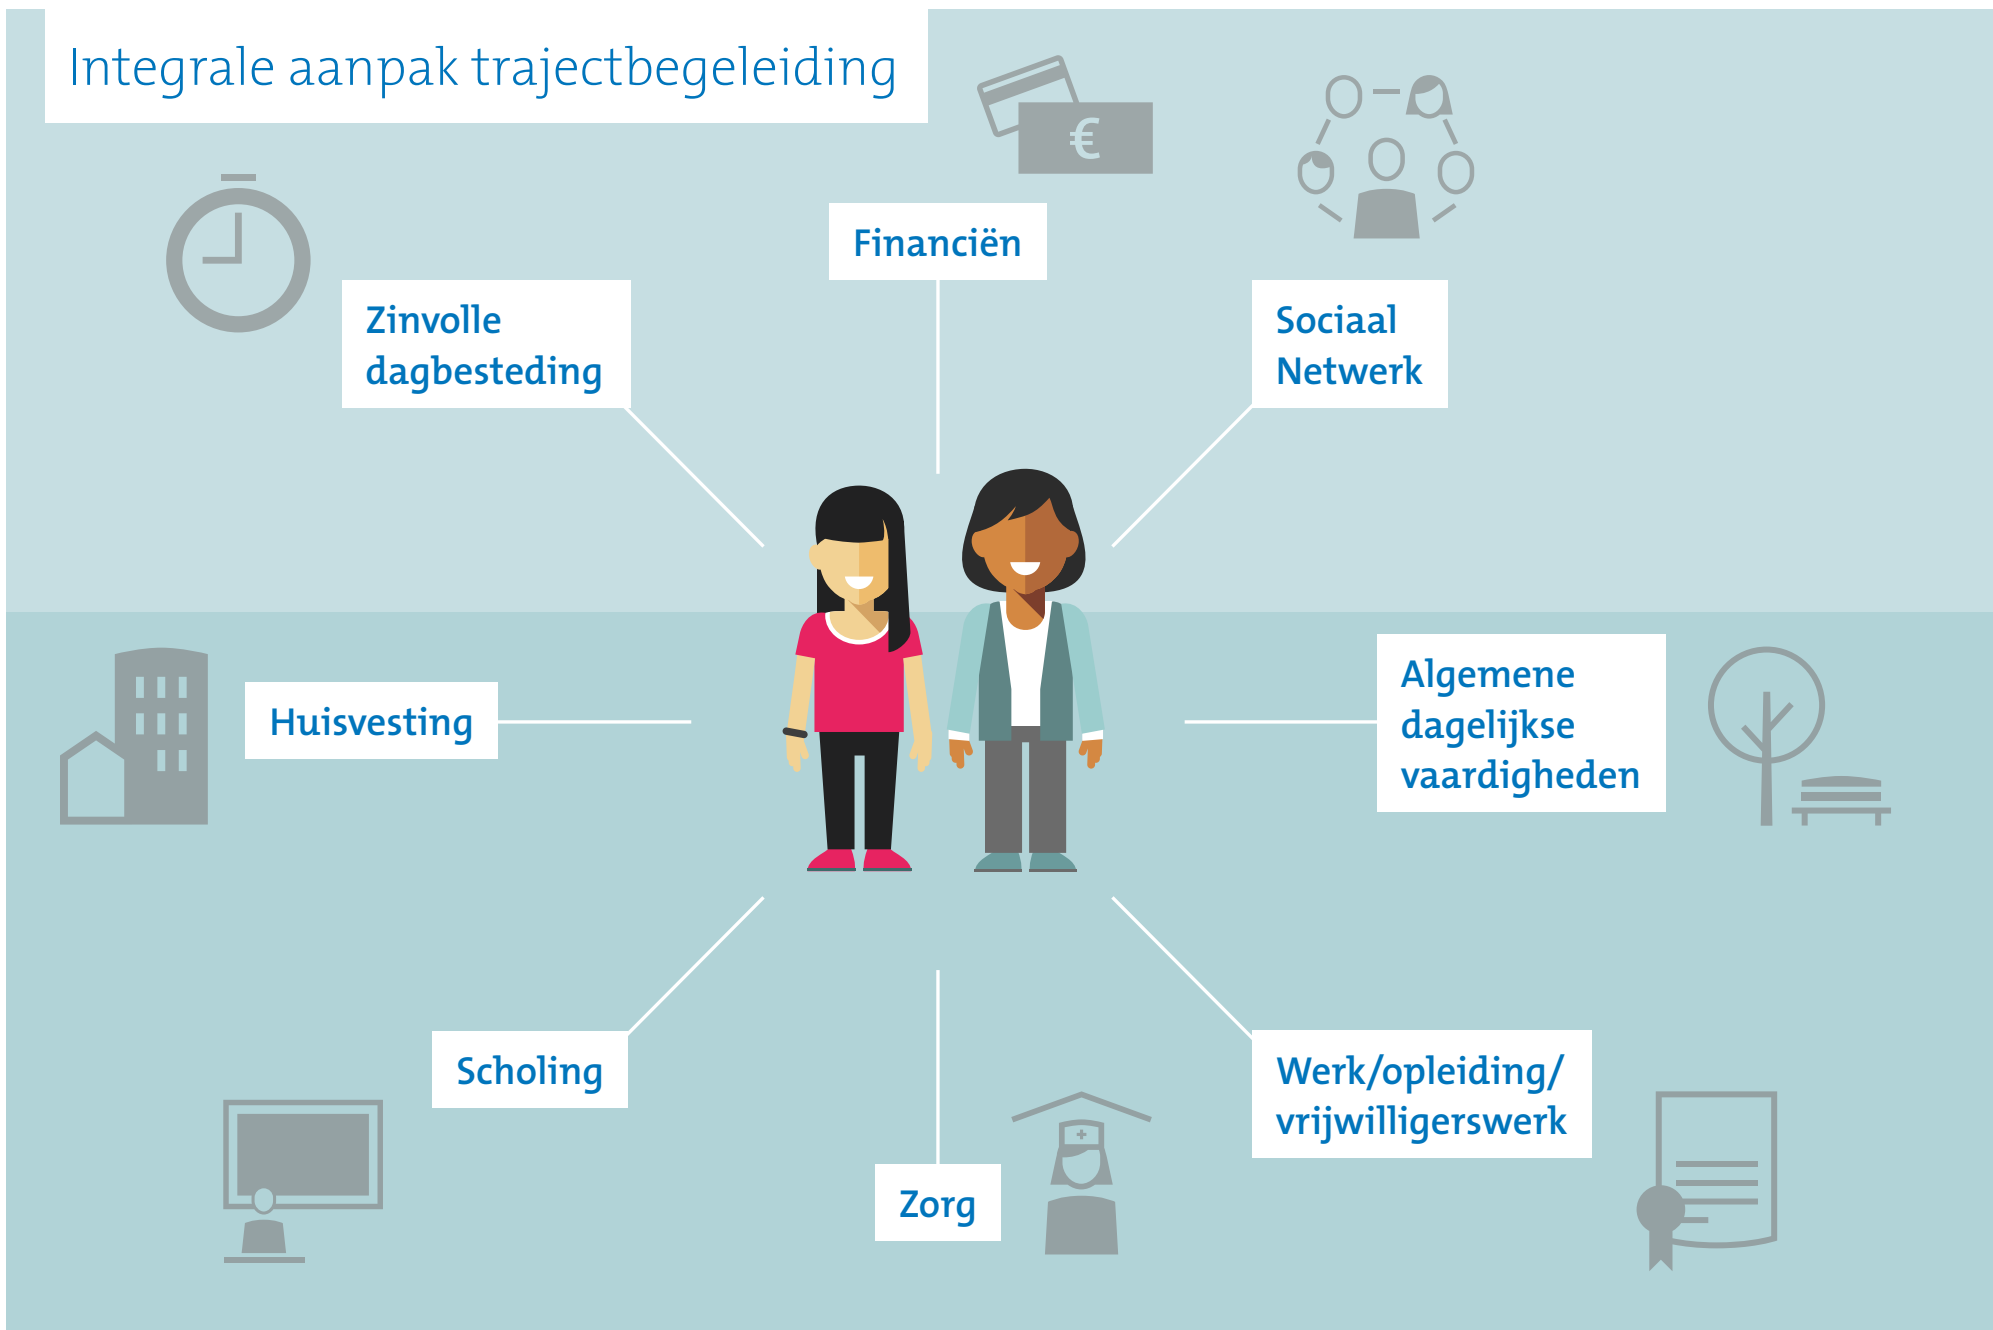 Integrale aanpak trajectbegeleiding
€
Financiën
Zinvolle
dagbesteding
Sociaal
Netwerk
Huisvesting
Algemene
dagelijkse
vaardigheden
Scholing
Werk/opleiding/
vrijwilligerswerk
Zorg